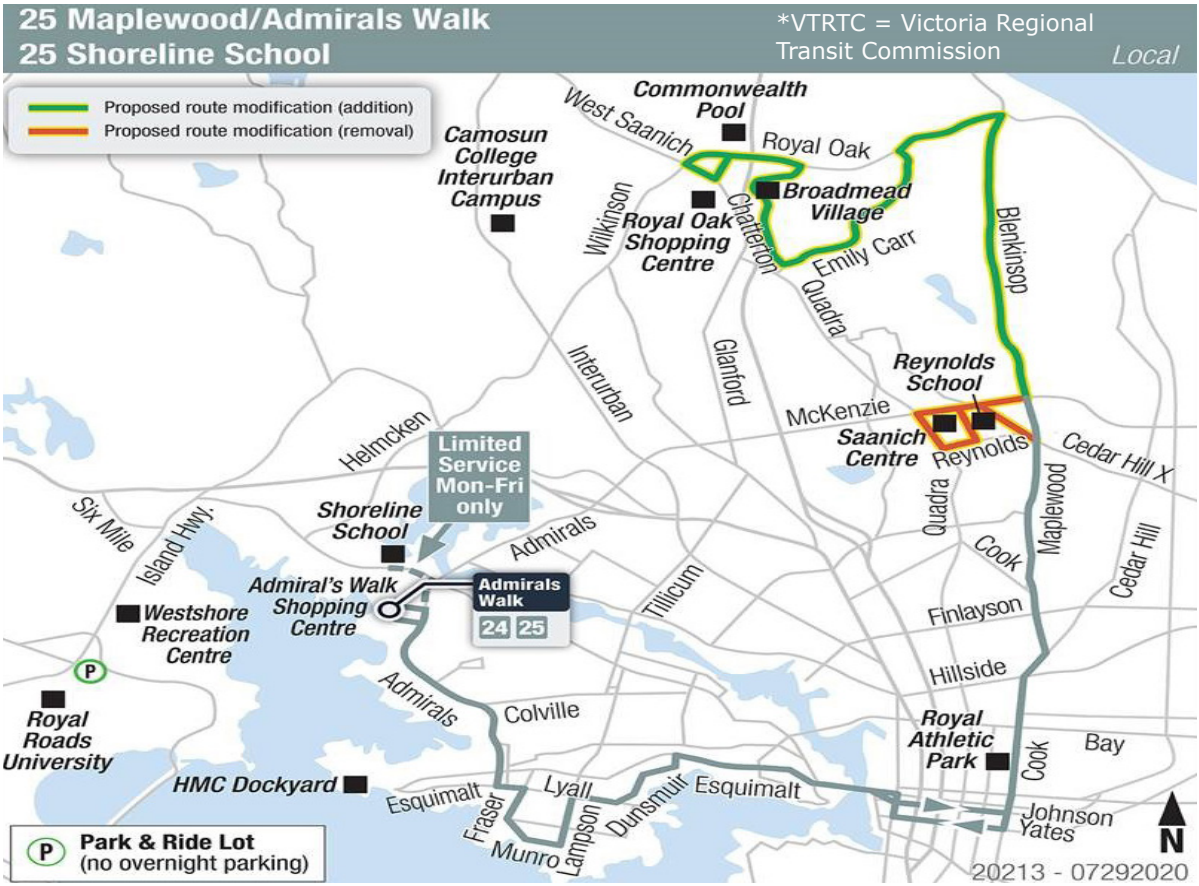 25 Maplewood/Admirals Walk
25 Shoreline School
*VTRTC = Victoria Regional
Transit Commission
Local
Proposed route modification (addition)
Proposed route modification (removal)
Commonwealth
Pool
West Saanich
Royal Oak
Camosun
College
Interurban
Campus
Wilkinson
Royal Oak
Shopping
Centre
Chatterton
Broadmead
Village
Emily Carr
Blenkinsop
Quadra
Interurban
Glanford
Reynolds
School
McKenzie
Saanich
Centre
Reynolds
Cedar Hill X
Helmcken
Limited
Service
Mon-Fri
only
Six Mile
Island Hwy.
Shoreline
School
Admirals
Quadra
Maplewood
Cook
Cedar Hill
Admiral's Walk
Shopping
Centre
Admirals
Walk
24 25
Tillicum
Finlayson
Westshore
Recreation
Centre
P
Hillside
Royal
Roads
University
Admirals
Colville
Royal
Athletic
Park
Bay
Cook
HMC Dockyard
Esquimalt
Fraser
Lyall
Munro
Lampson
Dunsmuir
Esquimalt
Johnson
Yates
P Park & Ride Lot
(no overnight parking)
N
20213 - 07292020